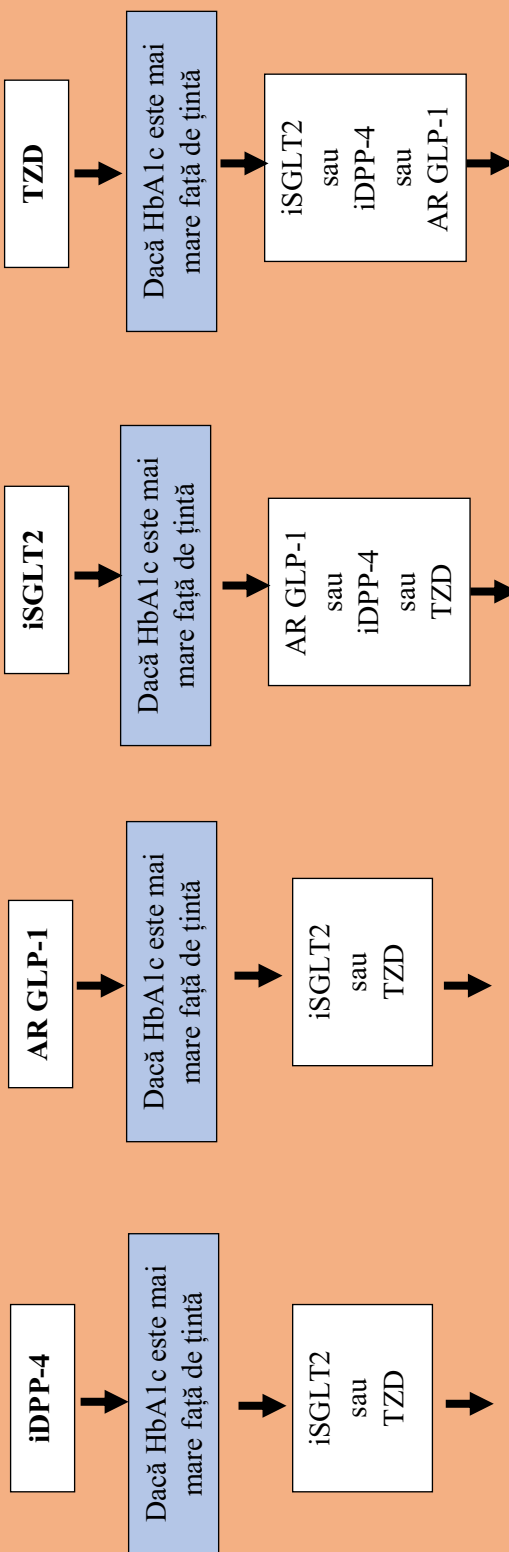 iDPP-4
Dacă HbA1c este mai
mare față de țintă
iSGLT2
sau
TZD
AR GLP-1
Dacă HbA1c este mai
mare față de țintă
iSGLT2
sau
TZD
iSGLT2
Dacă HbA1c este mai
mare față de țintă
AR GLP-1
sau
iDPP-4
sau
TZD
TZD
Dacă HbA1c este mai
mare față de țintă
iSGLT2
sau
iDPP-4
sau
AR GLP-1